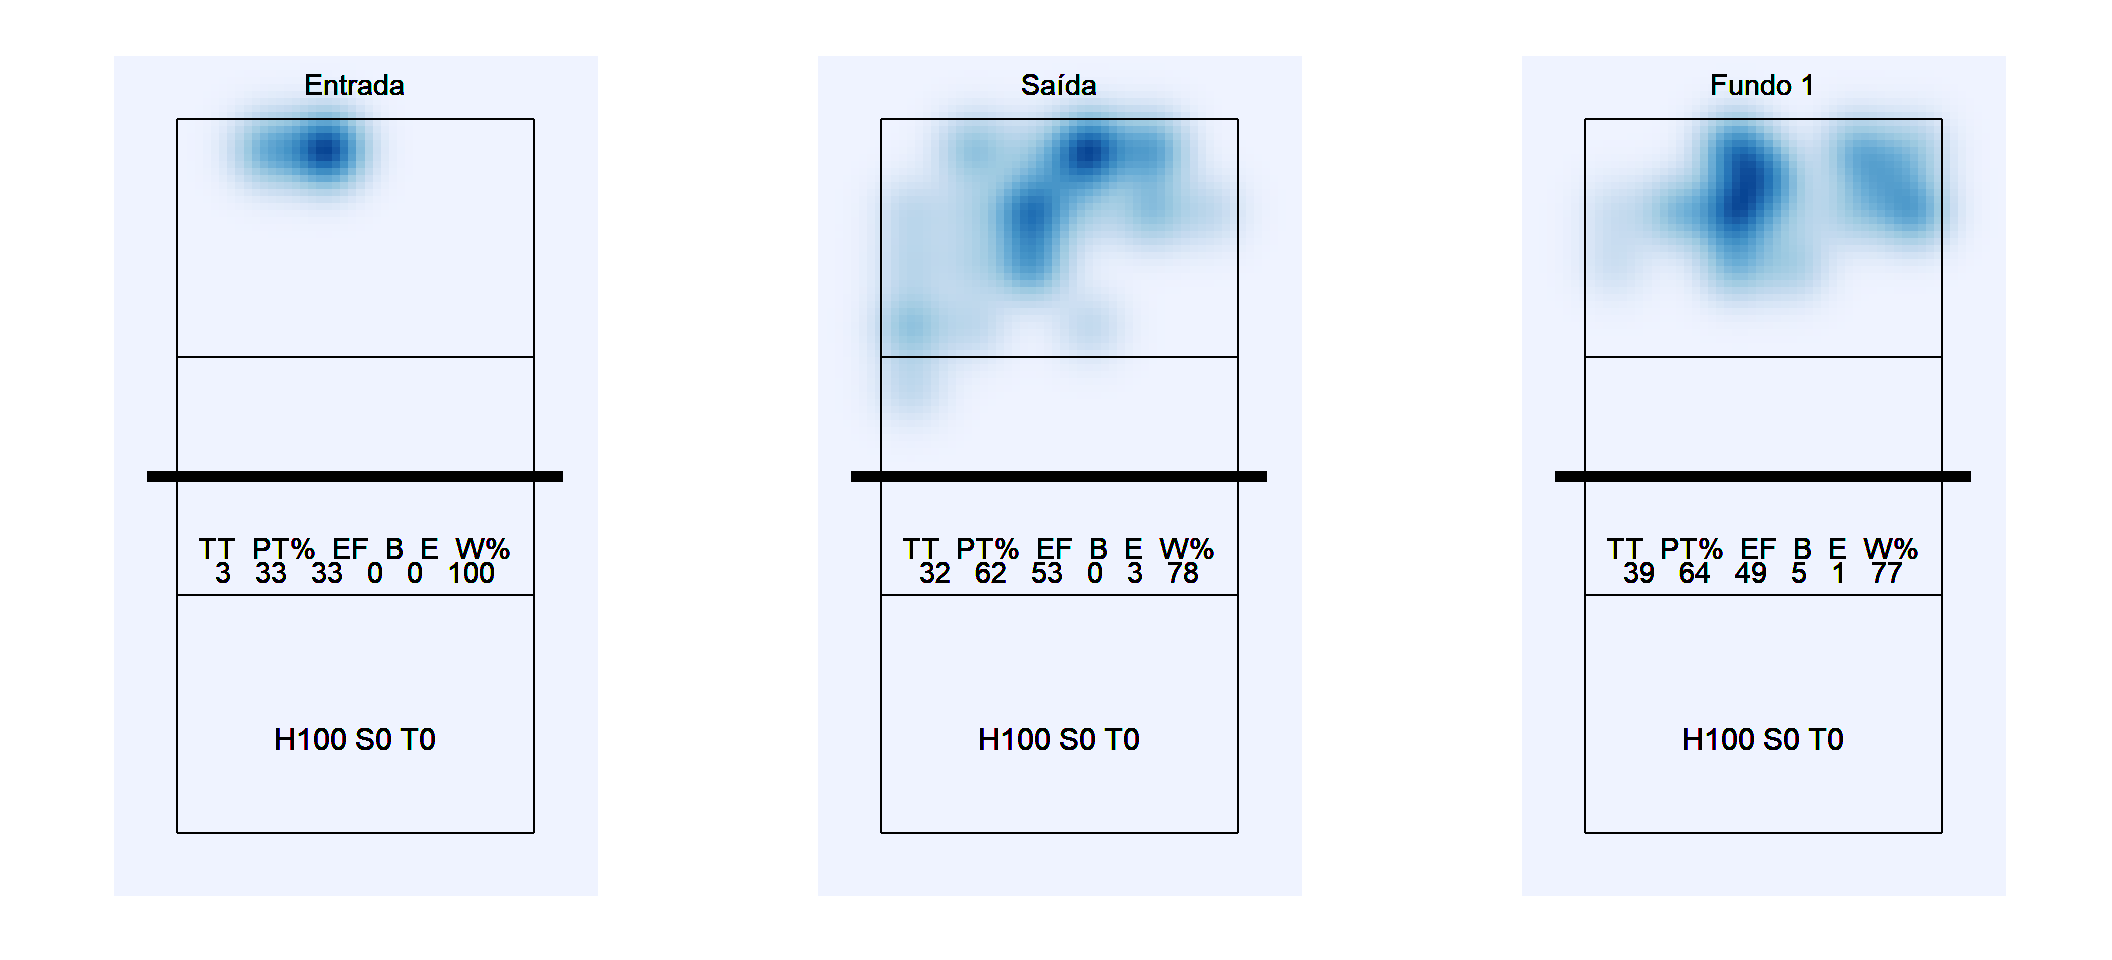 Entrada
TT PT% EF B E W%
3 33 33 0 0 100
H100 S0 T0
Saída
TT PT% EF B E W%
32 62 53 0 3 78
H100 S0 T0
Fundo 1
TT PT% EF B E W%
39 64 49 5 1 77
H100 S0 T0